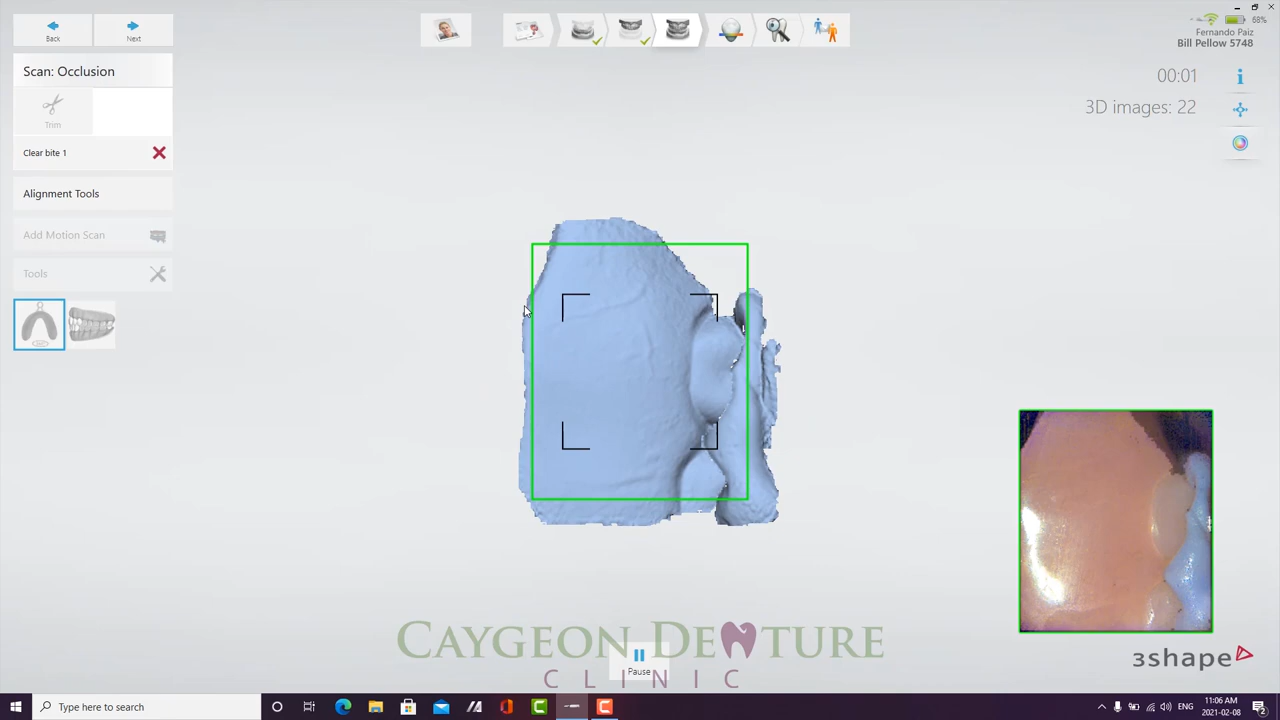 Back
Next
68%
Fernando Paiz
Bill Pellow 5748
Scan: Occlusion
Trim
00:01
3D images: 22
Clear bite 1
Alignment Tools
Add Motion Scan
Tools
CAYGEON DENTURE
CLINIC
Pause
3shape
Type here to search
ENG
11:06 AM
2021-02-08
2